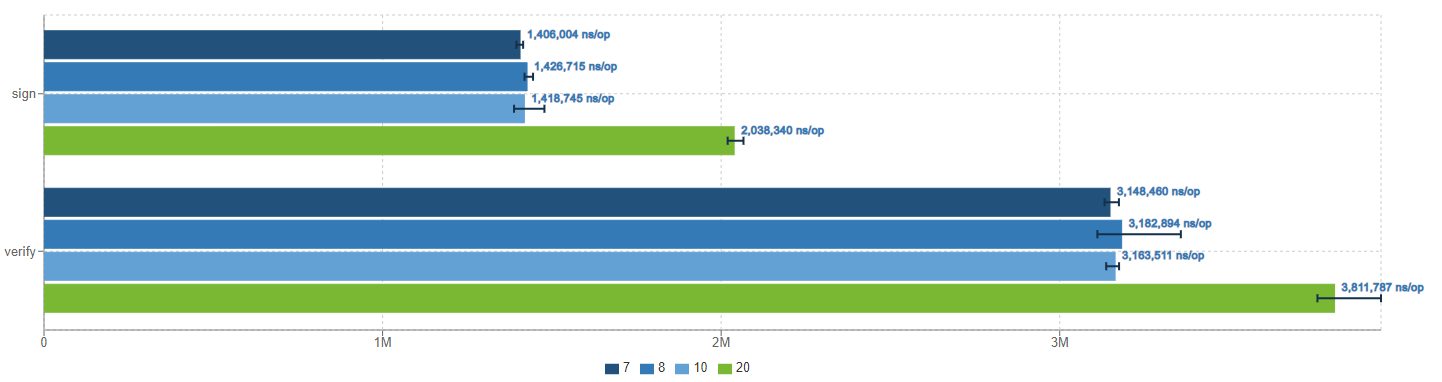 1,406,004 ns/op
1,426,715 ns/op
sign
1,418,745 ns/op
2,038,340 ns/op
3,148,460 ns/op
3,182,894 ns/op
verify
3,163,511 ns/op
3,811,787 ns/op
0 1M 2M 3M
7 8 10 20